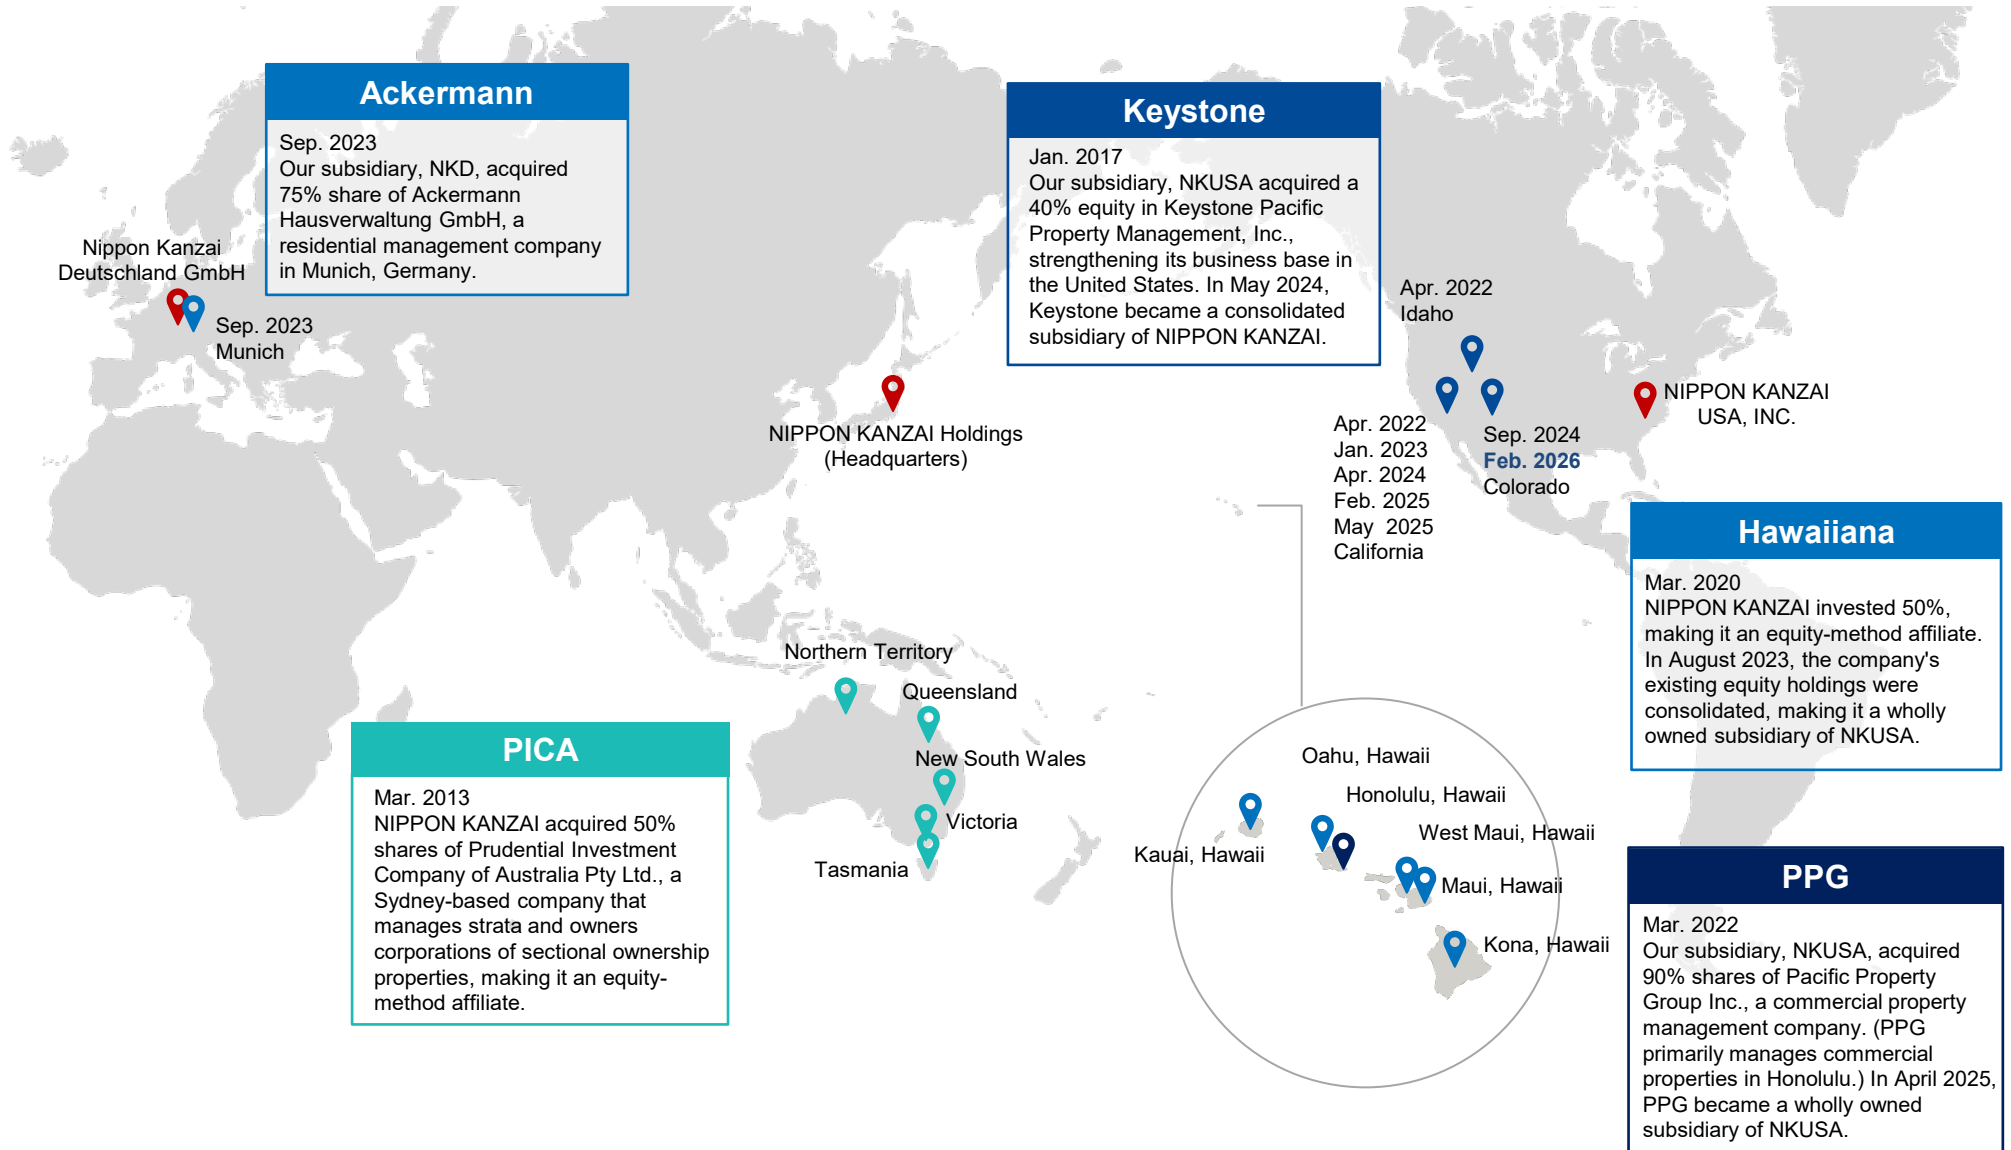 Ackermann
Sep. 2023
Our subsidiary, NKD, acquired
75% share of Ackermann
Hausverwaltung GmbH, a
residential management company
in Munich, Germany.
Nippon Kanzai
Deutschland GmbH
Sep. 2023
Munich
Keystone
Jan. 2017
Our subsidiary, NKUSA acquired a
40% equity in Keystone Pacific
Property Management, Inc.,
strengthening its business base in
the United States. In May 2024,
Keystone became a consolidated
subsidiary of NIPPON KANZAI.
Apr. 2022
Idaho
NIPPON KANZAI
USA, INC.
NIPPON KANZAI Holdings
(Headquarters)
Apr. 2022
Jan. 2023
Apr. 2024
Feb. 2025
May  2025
California
Sep. 2024
Feb. 2026
Colorado
Hawaiiana
Mar. 2020
NIPPON KANZAI invested 50%,
making it an equity-method affiliate.
In August 2023, the company's
existing equity holdings were
consolidated, making it a wholly
owned subsidiary of NKUSA.
Northern Territory
Queensland
New South Wales
Victoria
Tasmania
PICA
Mar. 2013
NIPPON KANZAI acquired 50%
shares of Prudential Investment
Company of Australia Pty Ltd., a
Sydney-based company that
manages strata and owners
corporations of sectional ownership
properties, making it an equity-
method affiliate.
Oahu, Hawaii
Honolulu, Hawaii
West Maui, Hawaii
Kauai, Hawaii
Maui, Hawaii
Kona, Hawaii
PPG
Mar. 2022
Our subsidiary, NKUSA, acquired
90% shares of Pacific Property
Group Inc., a commercial property
management company. (PPG
primarily manages commercial
properties in Honolulu.) In April 2025,
PPG became a wholly owned
subsidiary of NKUSA.